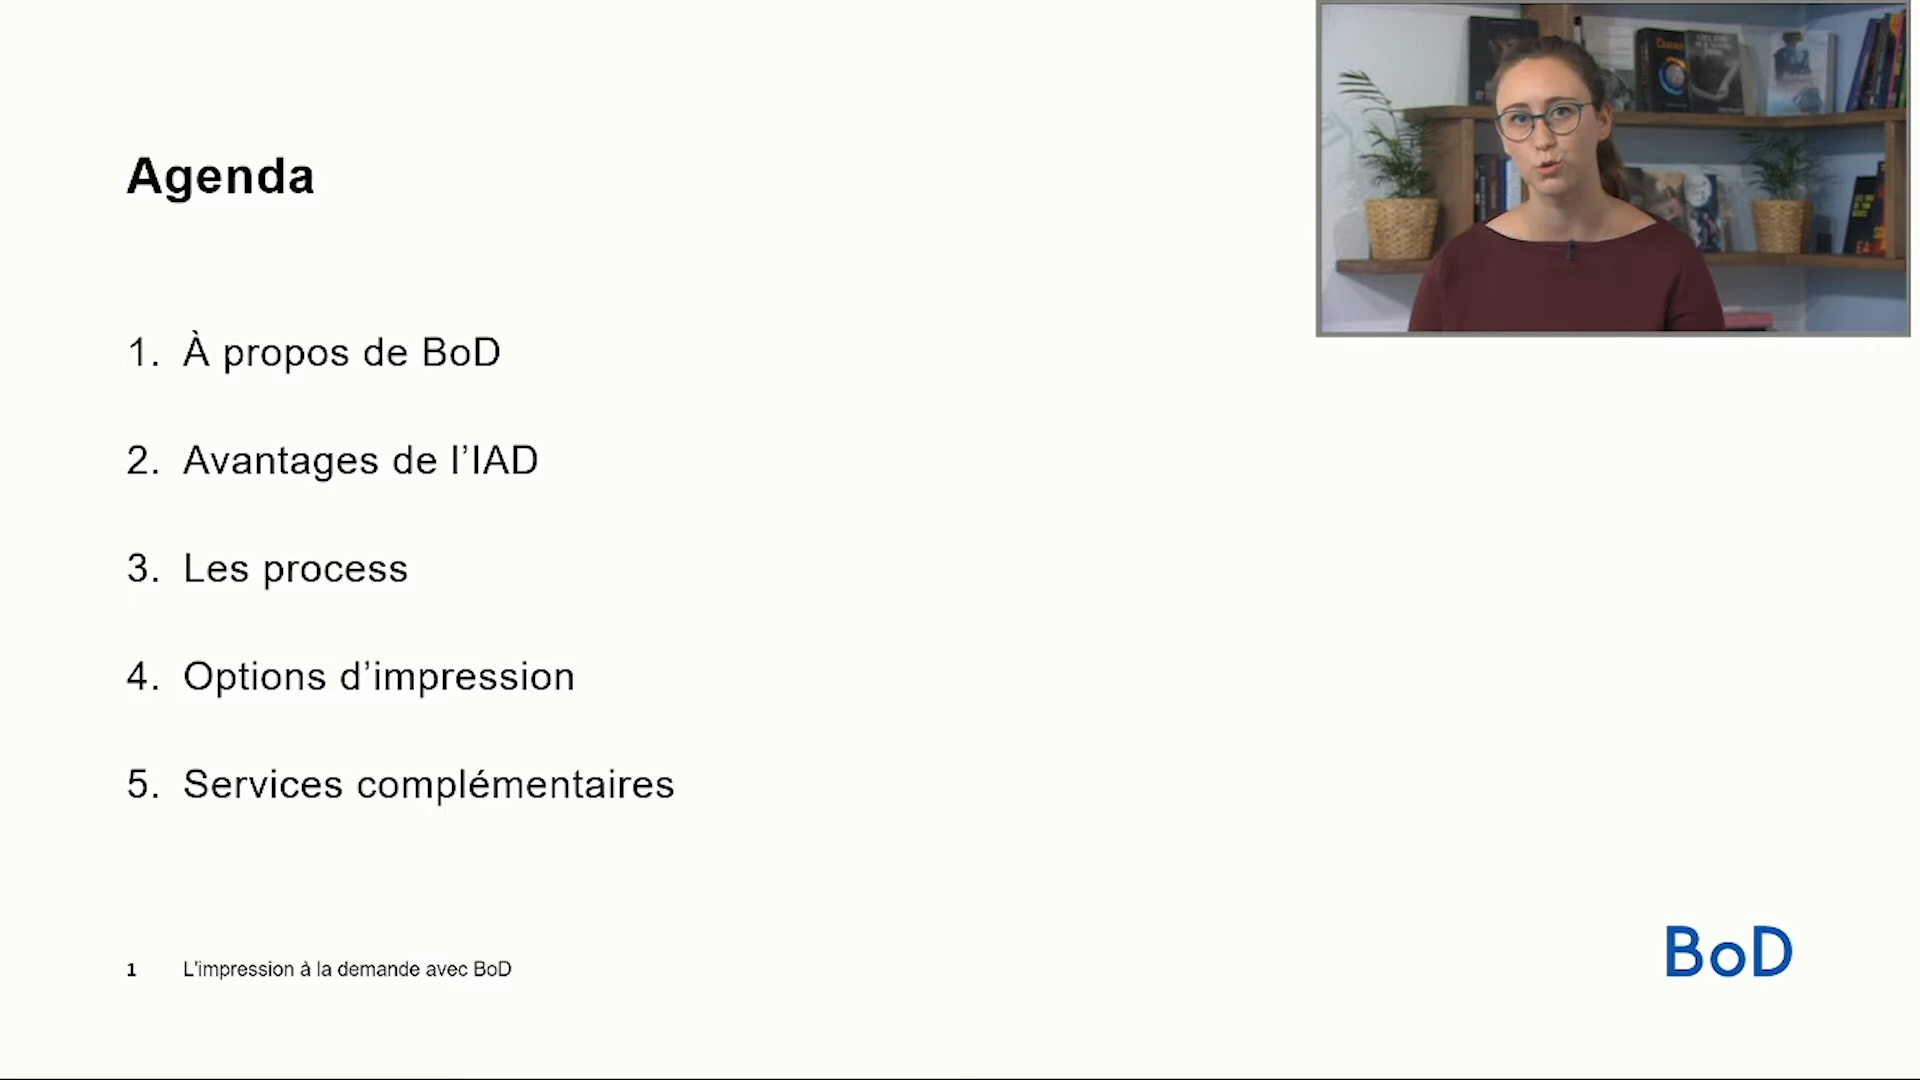 Agenda
1. À propos de BoD
2. Avantages de l’IAD
3. Les process
4. Options d’impression
5. Services complémentaires
1 L'impression à la demande avec BoD
BoD